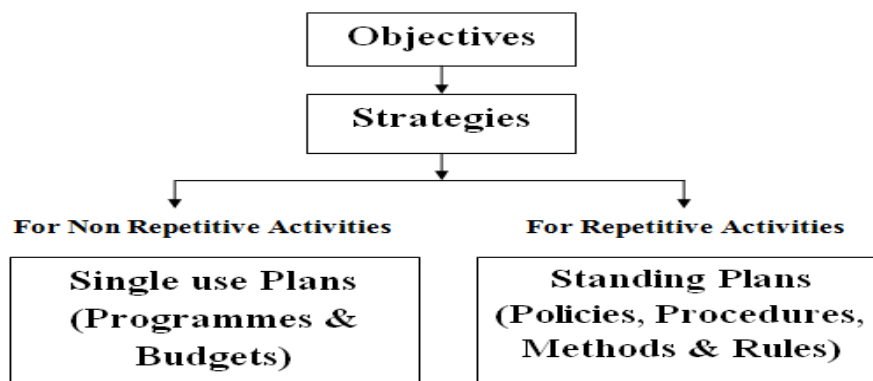 Objectives
Strategies
For Non Repetitive Activities
For Repetitive Activities
Single use Plans
(Programmes &
Budgets)
Standing Plans
(Policies, Procedures,
Methods & Rules)